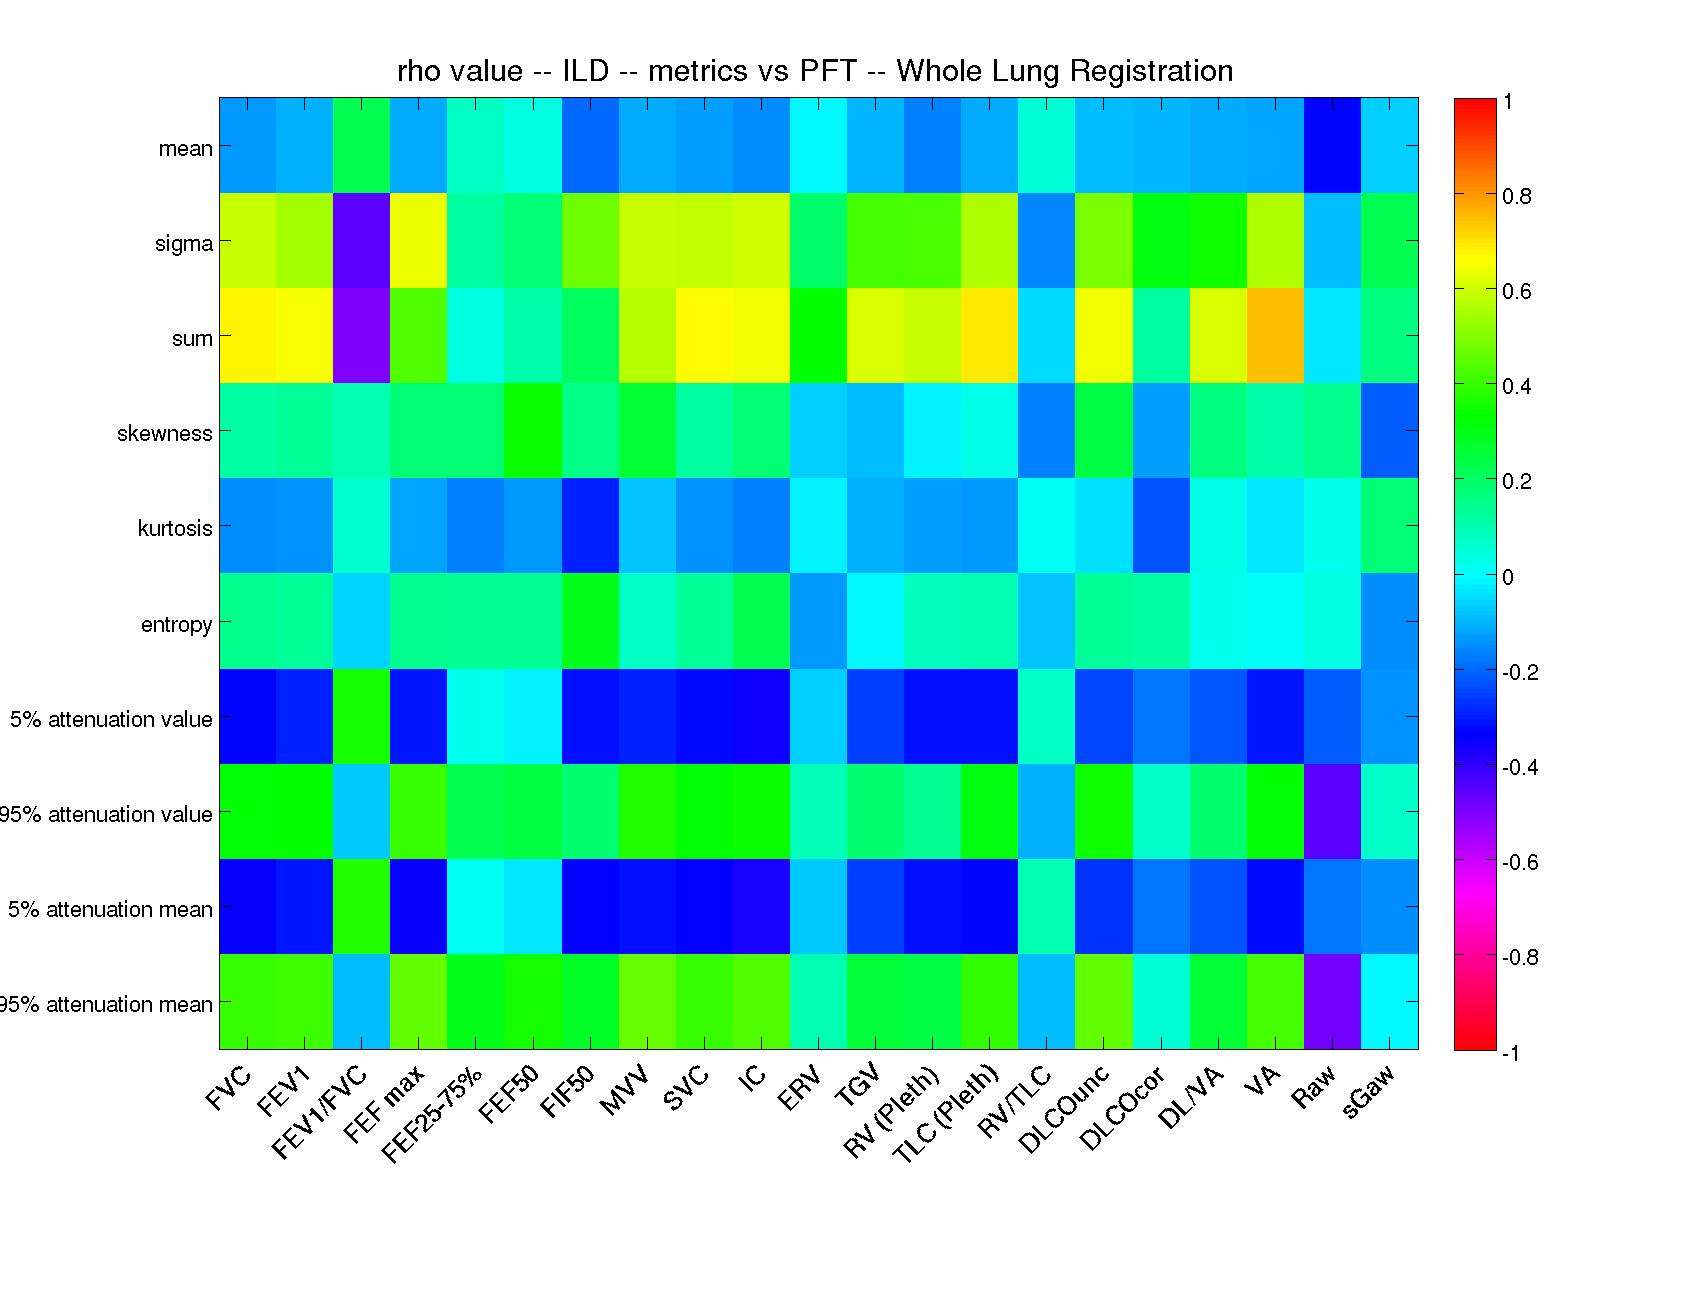 rho value -- ILD -- metrics vs PFT -- Whole Lung Registration
mean
sigma
sum
skewness
kurtosis
entropy
5% attenuation value
95% attenuation value
5% attenuation mean
95% attenuation mean
FVC
FEV1
FEV1/FVC
FEF max
FEF25-75%
FEF50
FIF50
MVV
SVC
IC
ERV
TGV
RV (Pleth)
TLC (Pleth)
RV/TLC
DLCOunc
DLCOcor
DL/VA
VA
Raw
sGaw
1
0.8
0.6
0.4
0.2
0
-0.2
-0.4
-0.6
-0.8
-1